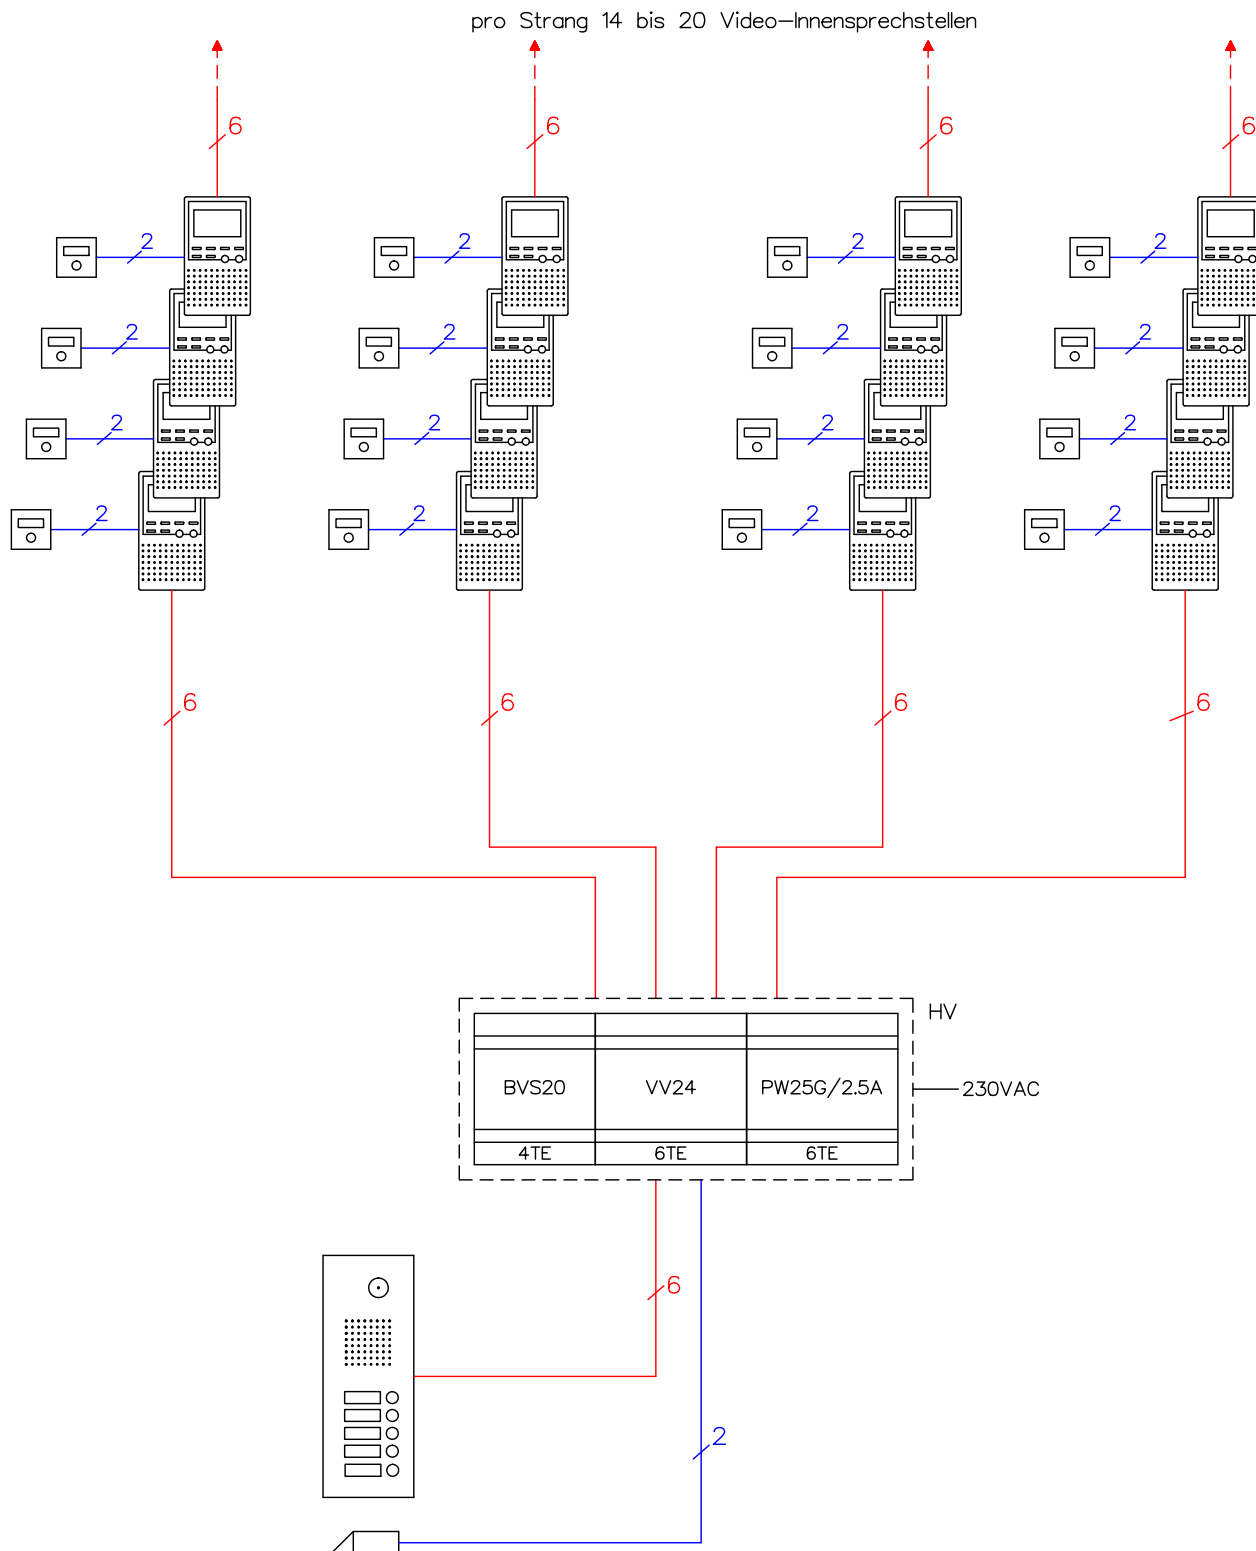 pro Strang 14 bis 20 Video-Innensprechstellen
6 6 6 6
2 2 2 2
2 2 2 2
2 2 2 2
2 2 2 2
6 6 6 6
HV
BVS20 VV24 PW25G/2.5A 230VAC
4TE 6TE 6TE
6
2